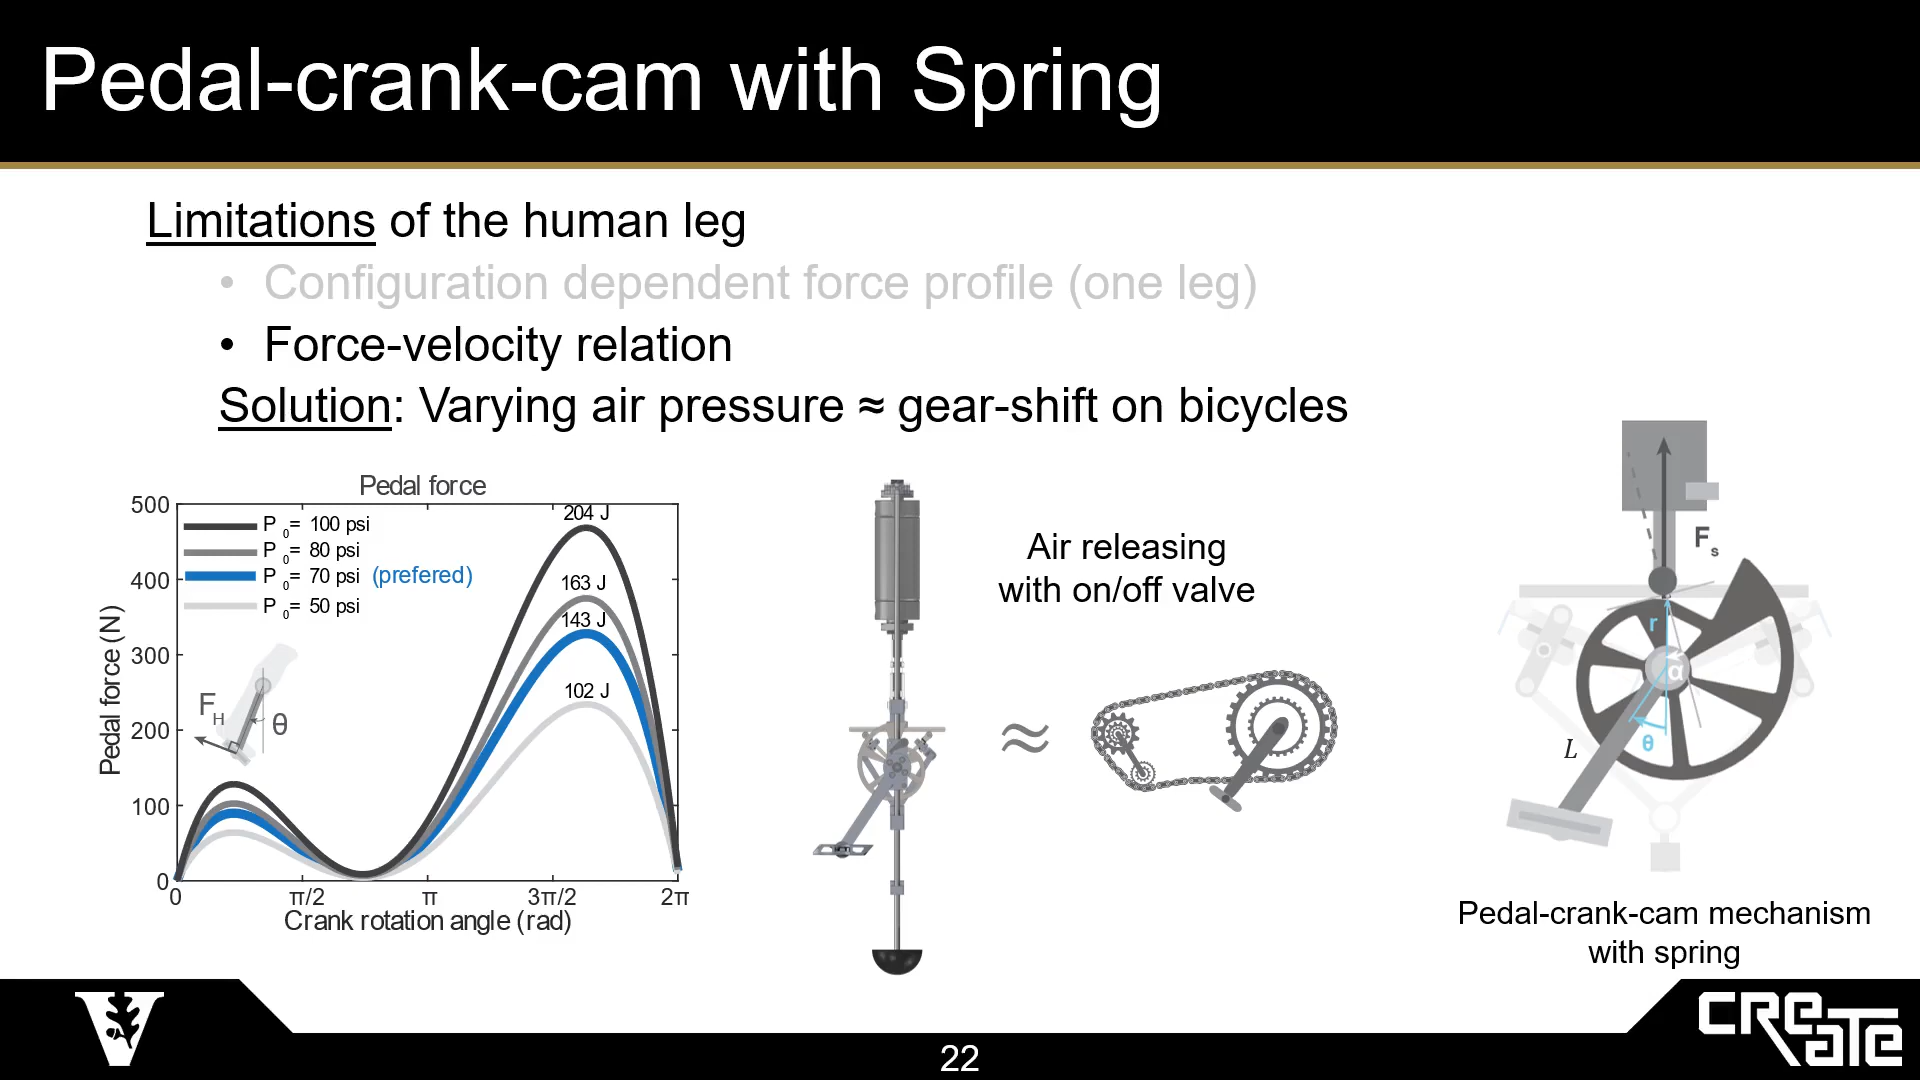 Pedal-crank-cam with Spring
Limitations of the human leg
• Configuration dependent force profile (one leg)
• Force-velocity relation
Solution: Varying air pressure ≈ gear-shift on bicycles
Pedal force
Pedal force (N)
500
400
300
200
100
0
P₀= 100 psi
P₀= 80 psi
P₀= 70 psi (prefered)
P₀= 50 psi
204 J
163 J
143 J
102 J
F_H
θ
0 π/2 π 3π/2 2π
Crank rotation angle (rad)
Air releasing
with on/off valve
≈
F_s
r
α
θ
L
Pedal-crank-cam mechanism
with spring
V
CREATE
22